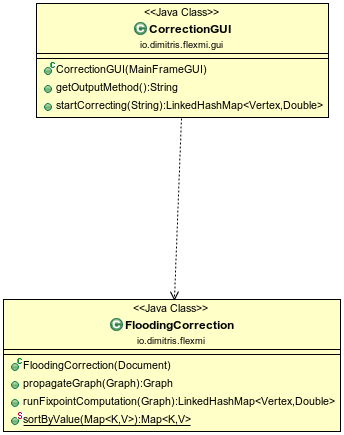 <<Java Class>>
CorrectionGUI
io.dimitris.flexmi.gui
CorrectionGUI(MainFrameGUI)
getOutputMethod():String
startCorrecting(String):LinkedHashMap<Vertex,Double>
<<Java Class>>
FloodingCorrection
io.dimitris.flexmi
FloodingCorrection(Document)
propagateGraph(Graph):Graph
runFixpointComputation(Graph):LinkedHashMap<Vertex,Double>
sortByValue(Map<K,V>):Map<K,V>